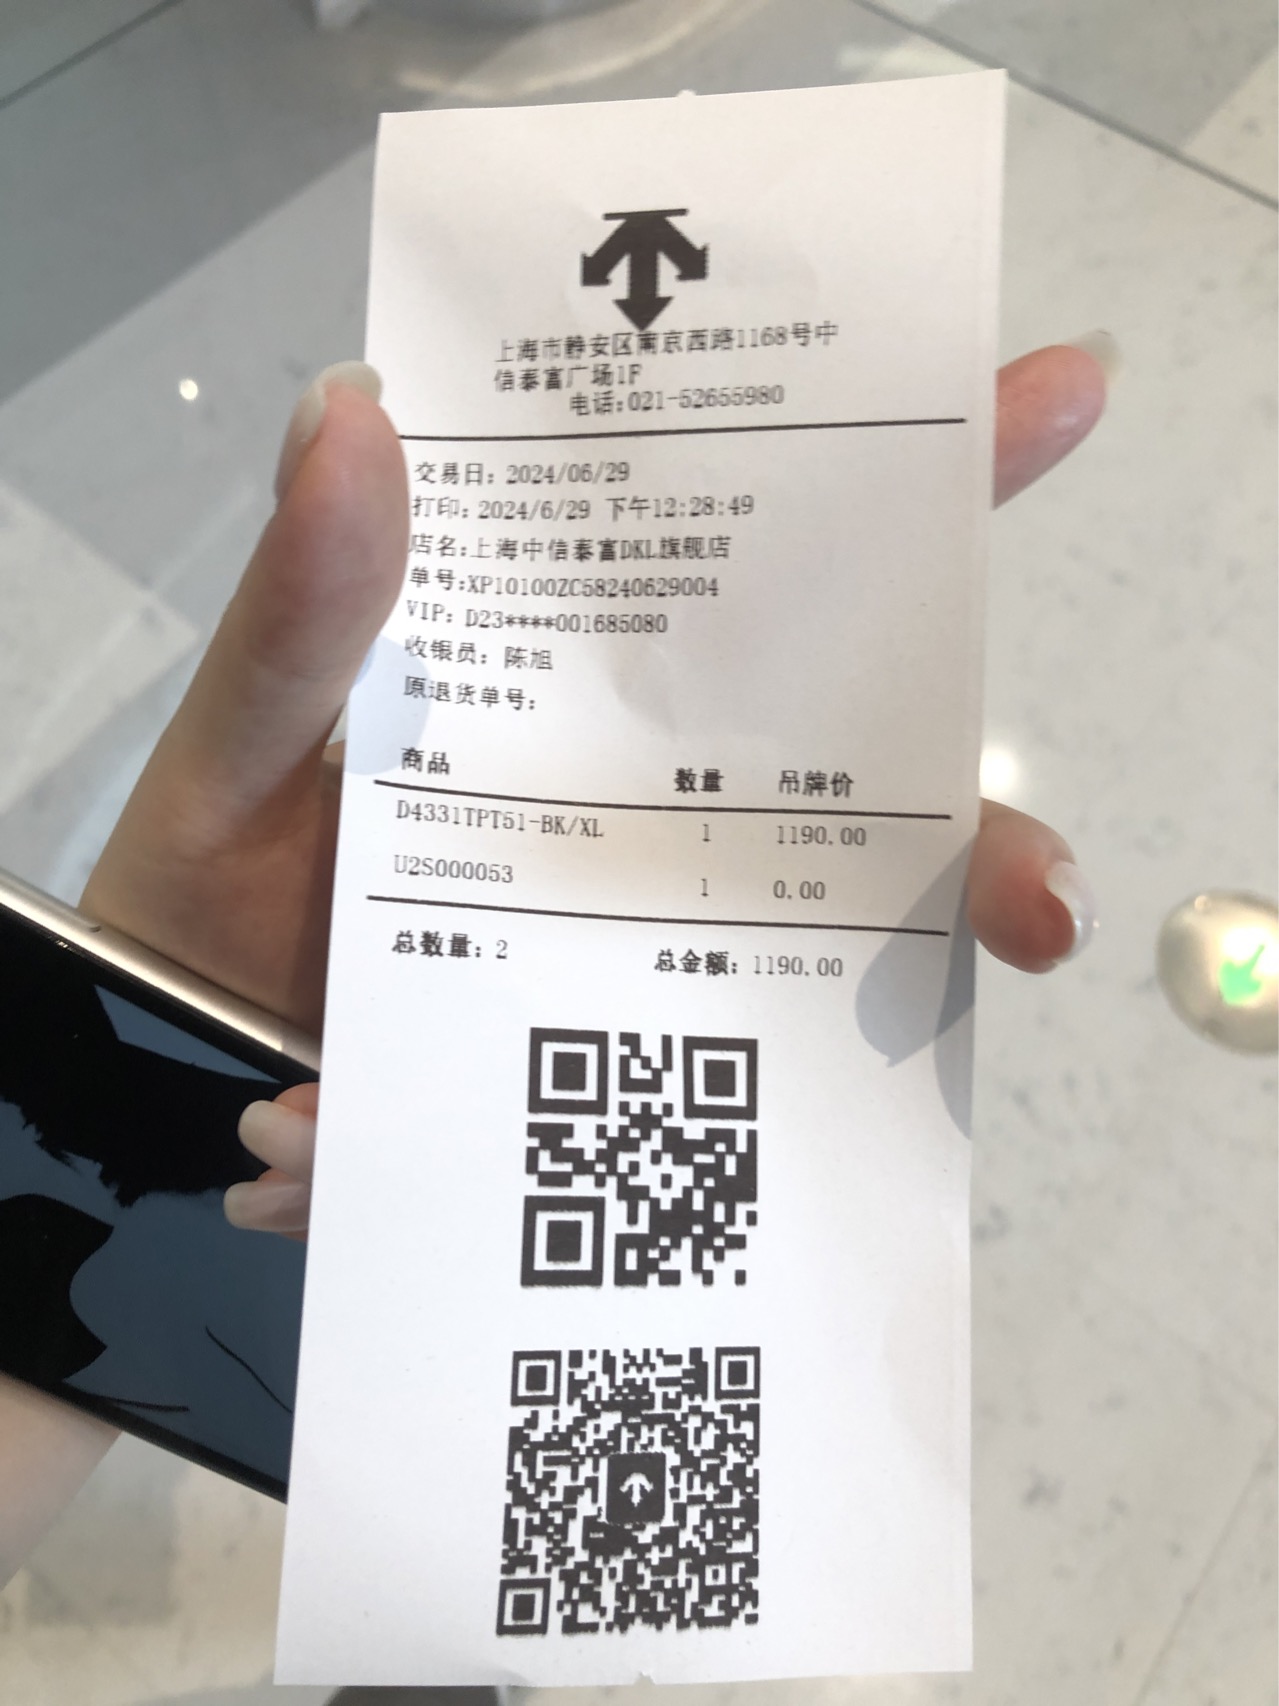 上海市静安区南京西路1168号中
信泰富广场1F
电话:021-52655980
交易日: 2024/06/29
打印: 2024/6/29 下午12:28:49
店名:上海中信泰富DKL旗舰店
单号:XP10100ZC58240629004
VIP: D23****001685080
收银员: 陈旭
原退货单号:
商品 数量 吊牌价
D4331TPT51-BK/XL 1 1190.00
U2S000053 1 0.00
总数量: 2 总金额: 1190.00